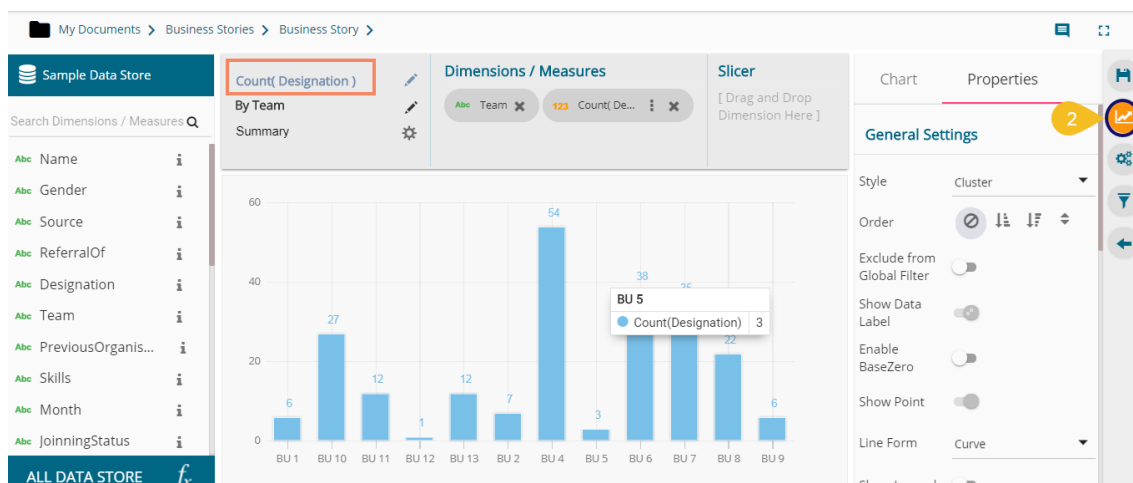 My Documents > Business Stories > Business Story >
Sample Data Store
Search Dimensions / Measures
Abc Name i
Abc Gender i
Abc Source i
Abc ReferralOf i
Abc Designation i
Abc Team i
Abc PreviousOrganis... i
Abc Skills i
Abc Month i
Abc JoinningStatus i
ALL DATA STORE fx
Count( Designation )
By Team
Summary
Dimensions / Measures
Abc Team 123 Count( De...
Slicer
[ Drag and Drop
Dimension Here ]
60
40
20
0
6
27
12
1
12
7
54
3
38
22
6
BU 5
Count(Designation) 3
BU 1 BU 10 BU 11 BU 12 BU 13 BU 2 BU 4 BU 5 BU 6 BU 7 BU 8 BU 9
Chart Properties
2
General Settings
Style Cluster
Order
Exclude from
Global Filter
Show Data
Label
Enable
BaseZero
Show Point
Line Form Curve